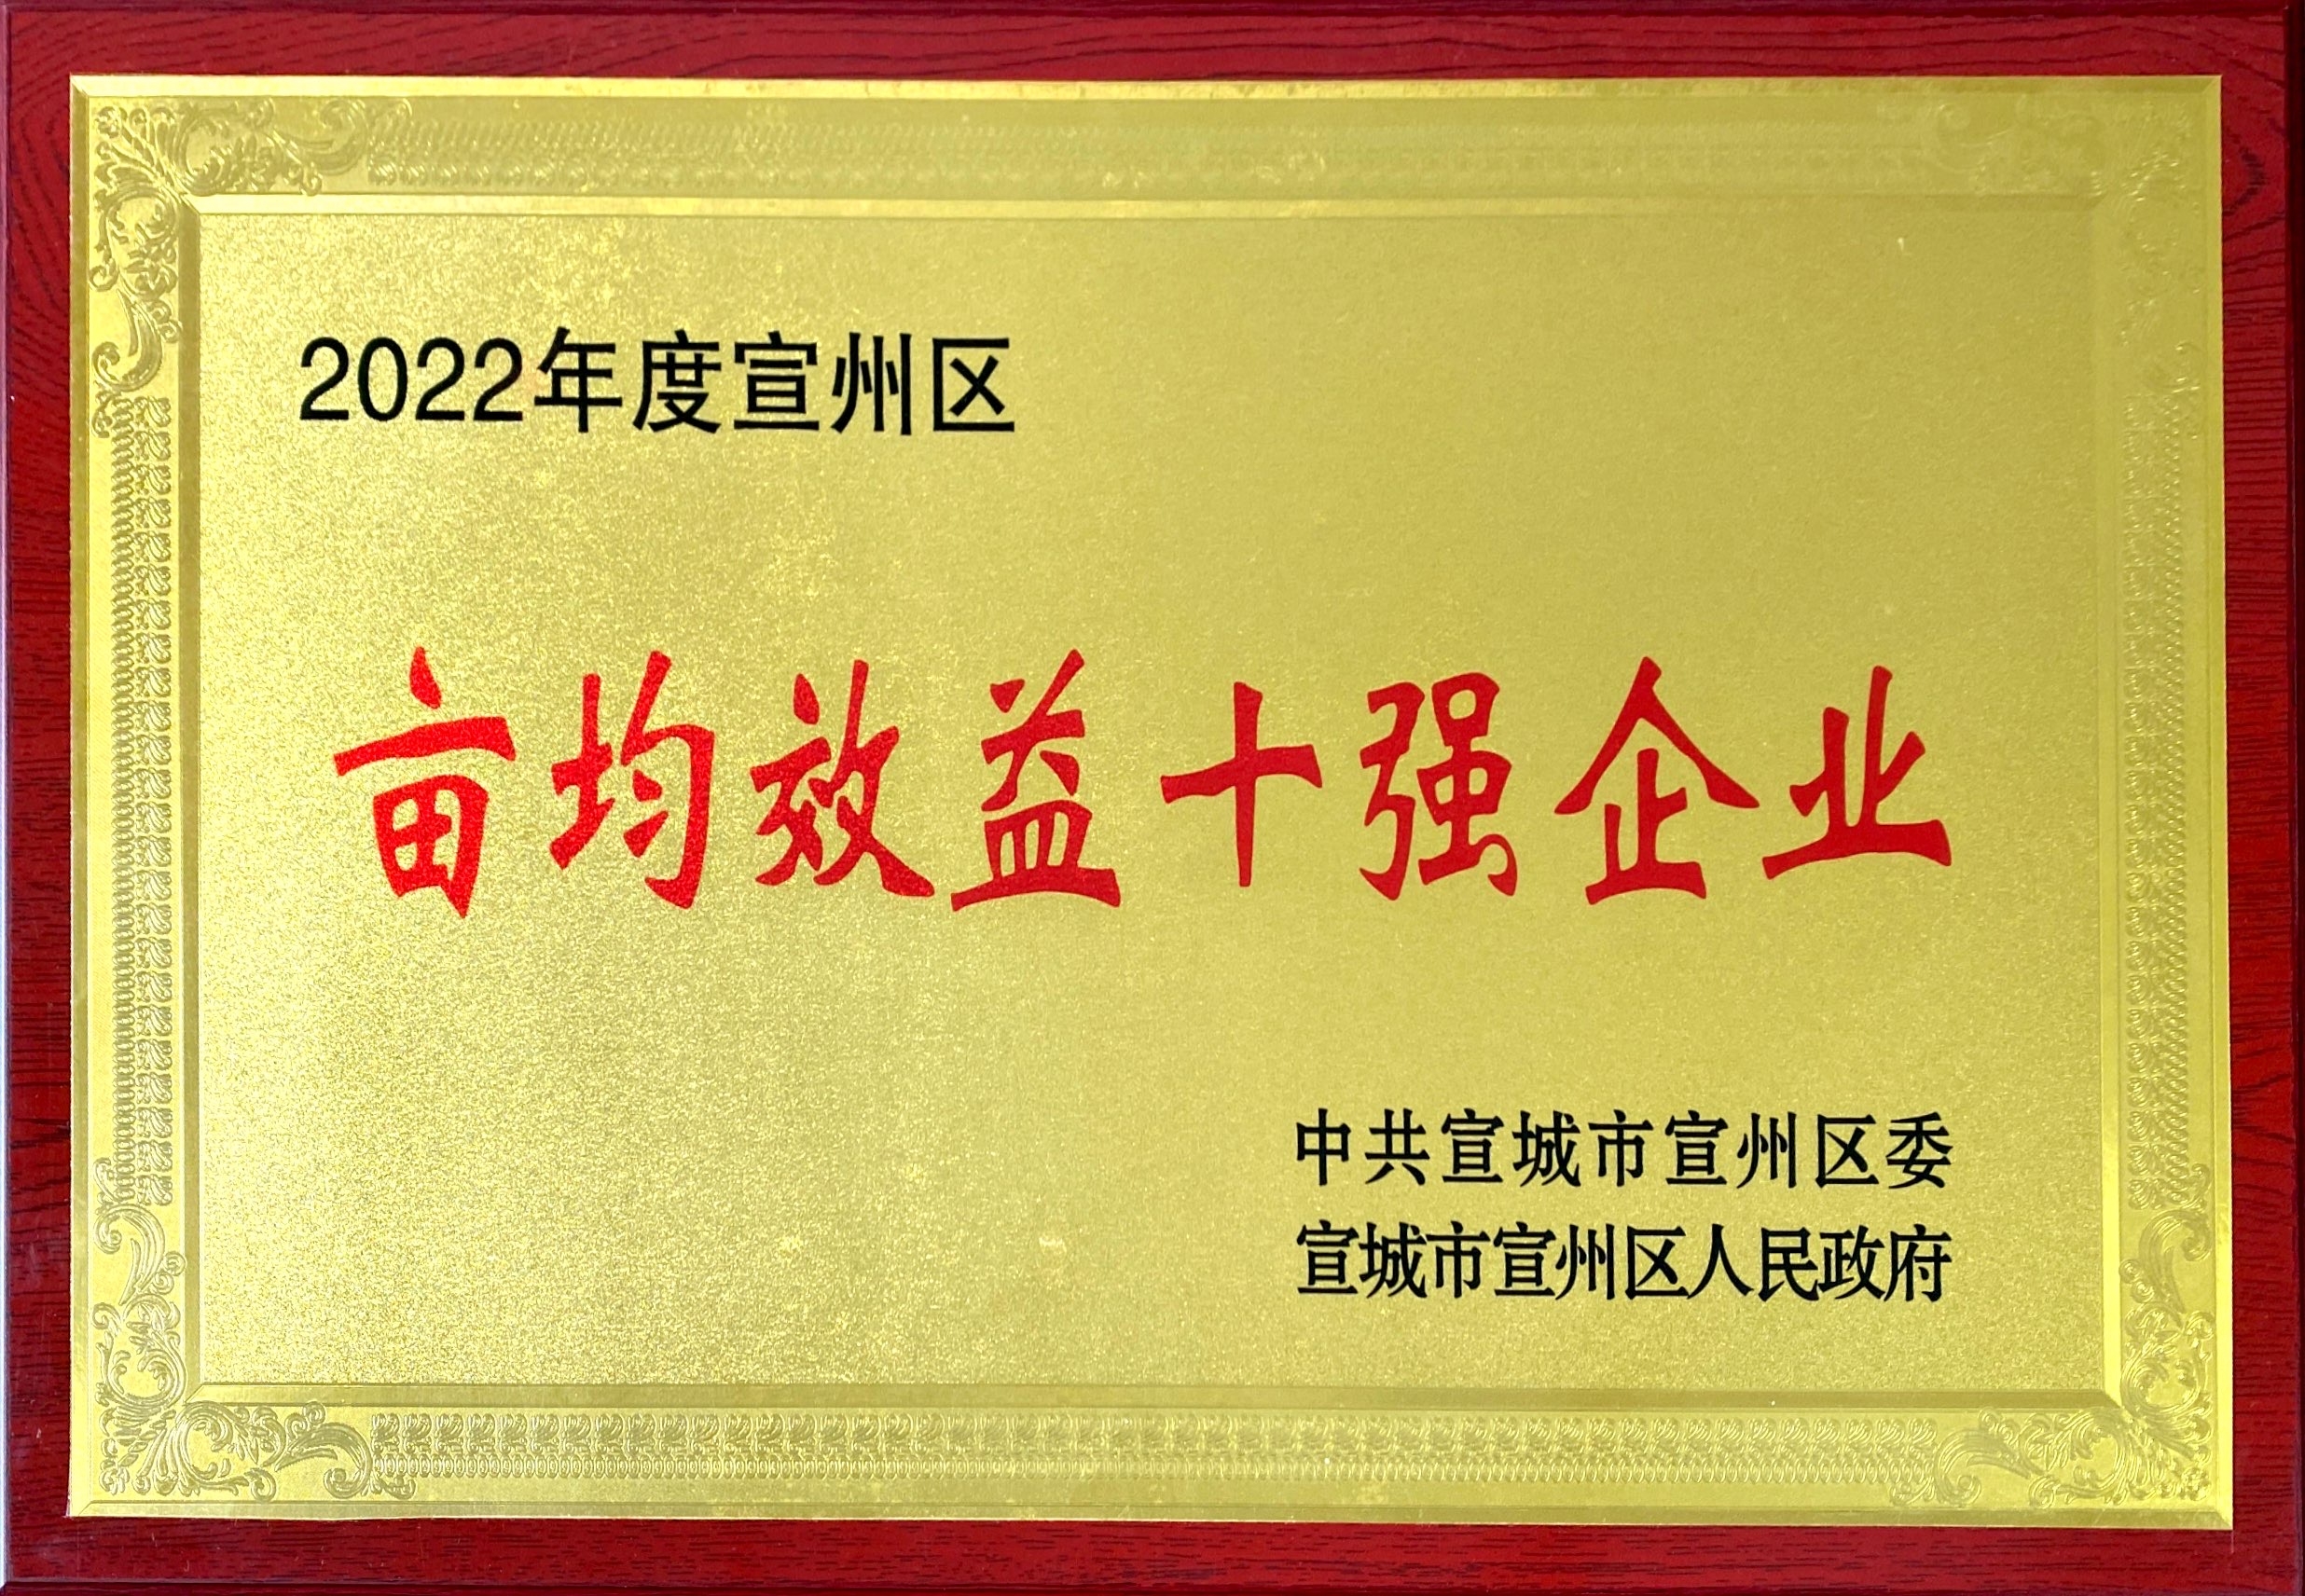 2022年度宣州区
亩均效益十强企业
中共宣城市宣州区委
宣城市宣州区人民政府